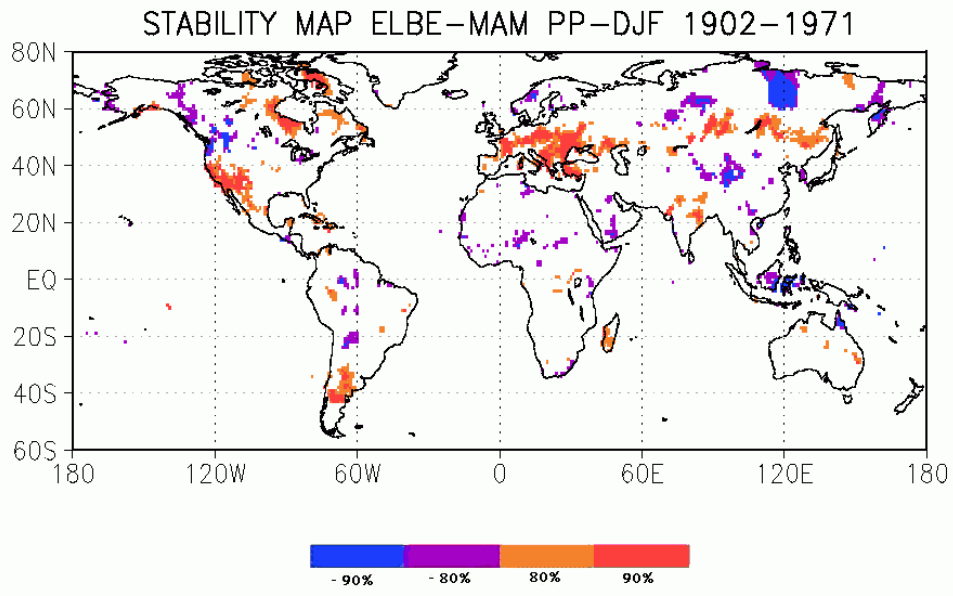 STABILITY MAP ELBE-MAM PP-DJF 1902-1971
80N
60N
40N
20N
EQ
20S
40S
60S
180 120W 60W 0 60E 120E 180
-90% -80% 80% 90%